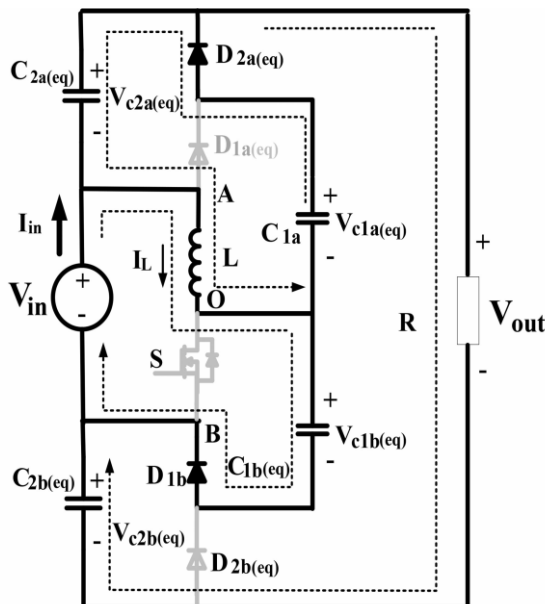 D2a(eq)
C2a(eq)
+
Vc2a(eq)
-
D1a(eq)
A
Iin
+
C1a
Vc1a(eq)
-
IL
L
O
Vin
+
-
S
R
+
Vout
-
B
+
Vc1b(eq)
-
C2b(eq)
+
D1b
C1b(eq)
Vc2b(eq)
-
D2b(eq)